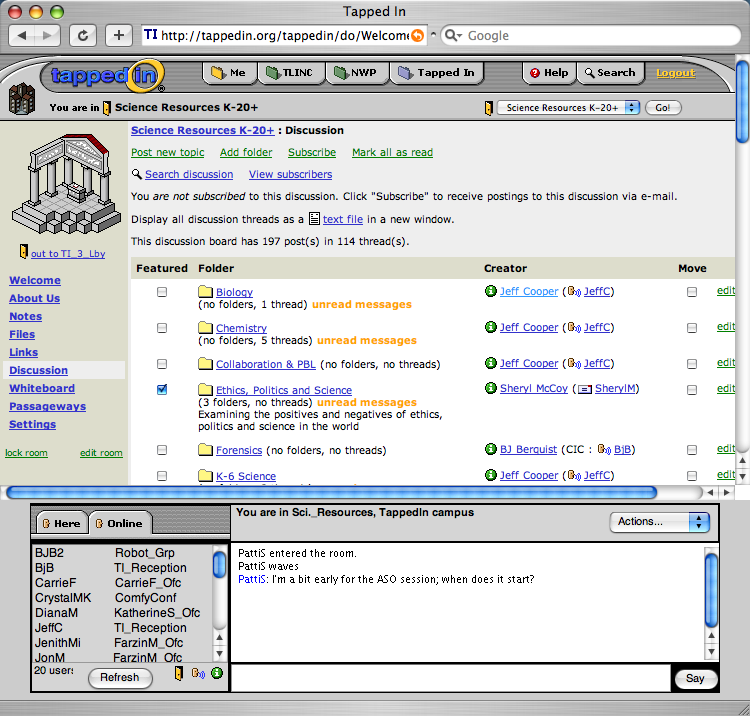 Tapped In
TI http://tappedin.org/tappedin/do/Welcome
Google
tapped in
Me
TLINC
NWP
Tapped In
Help
Search
Logout
You are in Science Resources K-20+
Science Resources K-20+
Go!
Science Resources K-20+ : Discussion
Post new topic Add folder Subscribe Mark all as read
Search discussion View subscribers
You are not subscribed to this discussion. Click "Subscribe" to receive postings to this discussion via e-mail.
Display all discussion threads as a text file in a new window.
This discussion board has 197 post(s) in 114 thread(s).
out to TI_3_Lby
Welcome
About Us
Notes
Files
Links
Discussion
Whiteboard
Passageways
Settings
lock room edit room
Featured Folder Creator Move
Biology Jeff Cooper ( JeffC) edit
(no folders, 1 thread) unread messages
Chemistry Jeff Cooper ( JeffC) edit
(no folders, 5 threads) unread messages
Collaboration & PBL (no folders, no threads) Jeff Cooper ( JeffC) edit
Ethics, Politics and Science Sheryl McCoy ( SherylM) edit
(3 folders, no threads) unread messages
Examining the positives and negatives of ethics,
politics and science in the world
Forensics (no folders, no threads) BJ Berquist (CIC : BjB) edit
K-6 Science Jeff Cooper ( JeffC) edit
Here Online
You are in Sci._Resources, TappedIn campus
Actions...
BJB2 Robot_Grp
BjB TI_Reception
CarrieF CarrieF_Ofc
CrystalMK ComfyConf
DianaM KatherineS_Ofc
JeffC TI_Reception
JenithMi FarzinM_Ofc
JonM FarzinM_Ofc
20 users
Refresh
PattiS entered the room.
PattiS waves
PattiS: I'm a bit early for the ASO session; when does it start?
Say